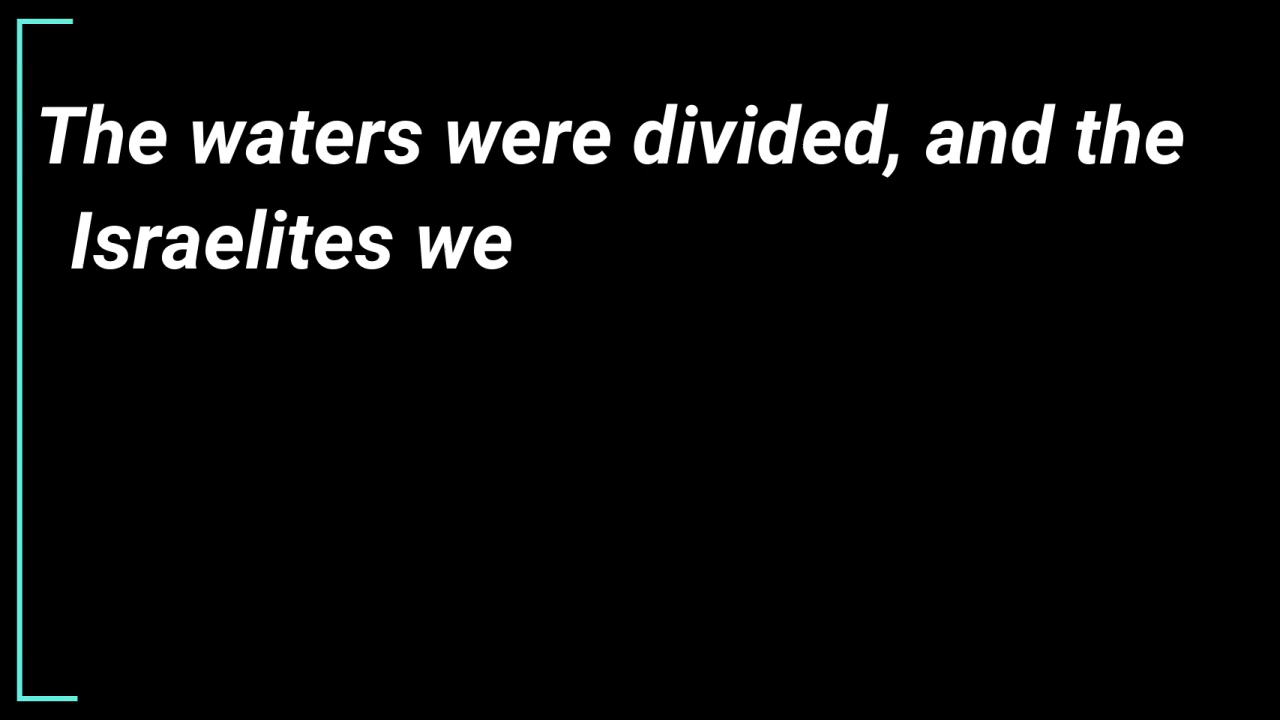 The waters were divided, and the
Israelites we